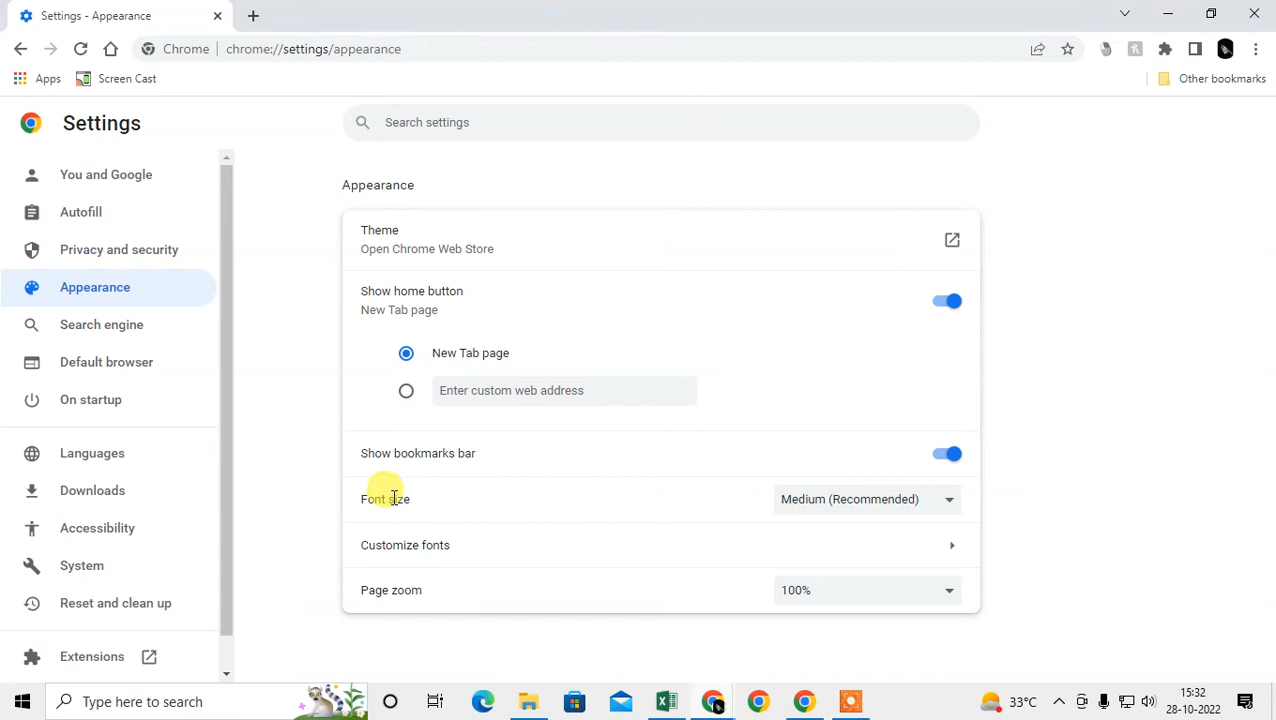 Settings - Appearance
Chrome
chrome://settings/appearance
Apps
Screen Cast
Other bookmarks
Settings
Search settings
You and Google
Autofill
Privacy and security
Appearance
Search engine
Default browser
On startup
Languages
Downloads
Accessibility
System
Reset and clean up
Extensions
Appearance
Theme
Open Chrome Web Store
Show home button
New Tab page
New Tab page
Enter custom web address
Show bookmarks bar
Font size
Medium (Recommended)
Customize fonts
Page zoom
100%
Type here to search
33°C
15:32
28-10-2022